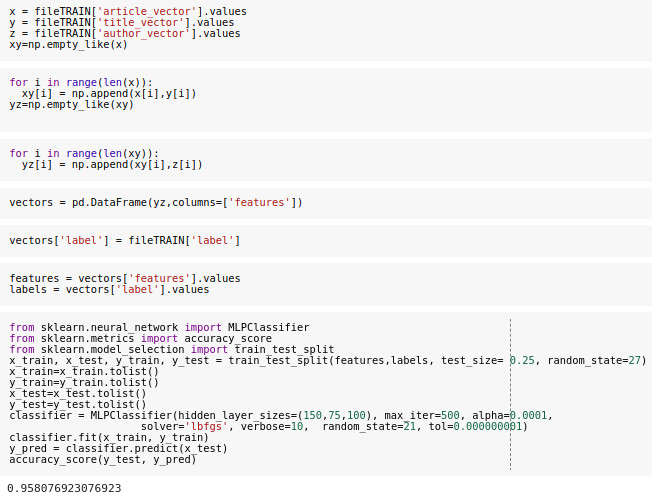 x = fileTRAIN['article_vector'].values
y = fileTRAIN['title_vector'].values
z = fileTRAIN['author_vector'].values
xy=np.empty_like(x)
for i in range(len(x)):
  xy[i] = np.append(x[i],y[i])
yz=np.empty_like(xy)
for i in range(len(xy)):
  yz[i] = np.append(xy[i],z[i])
vectors = pd.DataFrame(yz,columns=['features'])
vectors['label'] = fileTRAIN['label']
features = vectors['features'].values
labels = vectors['label'].values
from sklearn.neural_network import MLPClassifier
from sklearn.metrics import accuracy_score
from sklearn.model_selection import train_test_split
x_train, x_test, y_train, y_test = train_test_split(features,labels, test_size= 0.25, random_state=27)
x_train=x_train.tolist()
y_train=y_train.tolist()
x_test=x_test.tolist()
y_test=y_test.tolist()
classifier = MLPClassifier(hidden_layer_sizes=(150,75,100), max_iter=500, alpha=0.0001,
                    solver='lbfgs', verbose=10,  random_state=21, tol=0.000000001)
classifier.fit(x_train, y_train)
y_pred = classifier.predict(x_test)
accuracy_score(y_test, y_pred)
0.958076923076923